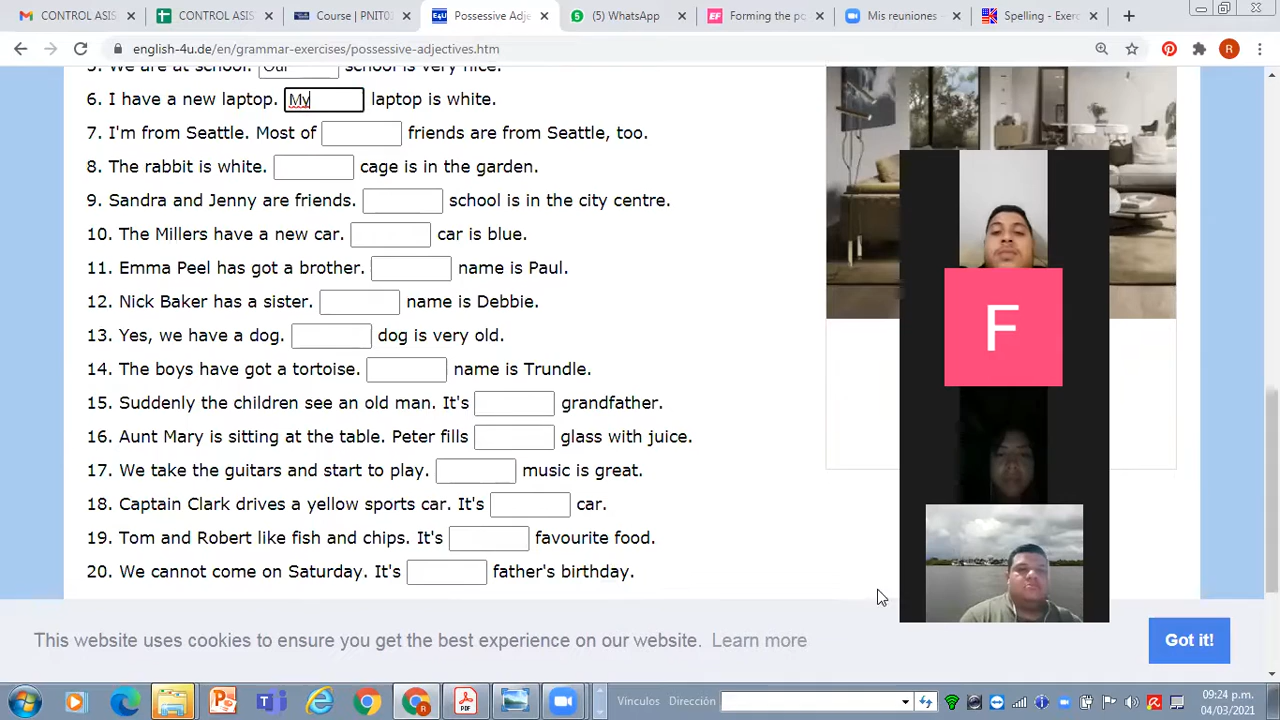 CONTROL ASIS
CONTROL ASIS
Course | PNIT03
Possessive Adje
(5) WhatsApp
EF
Forming the po
Mis reuniones -
Spelling - Exerc
english-4u.de/en/grammar-exercises/possessive-adjectives.htm
R
5. We are at school. Our school is very nice.
6. I have a new laptop. My laptop is white.
7. I'm from Seattle. Most of friends are from Seattle, too.
8. The rabbit is white. cage is in the garden.
9. Sandra and Jenny are friends. school is in the city centre.
10. The Millers have a new car. car is blue.
11. Emma Peel has got a brother. name is Paul.
12. Nick Baker has a sister. name is Debbie.
13. Yes, we have a dog. dog is very old.
14. The boys have got a tortoise. name is Trundle.
15. Suddenly the children see an old man. It's grandfather.
16. Aunt Mary is sitting at the table. Peter fills glass with juice.
17. We take the guitars and start to play. music is great.
18. Captain Clark drives a yellow sports car. It's car.
19. Tom and Robert like fish and chips. It's favourite food.
20. We cannot come on Saturday. It's father's birthday.
F
This website uses cookies to ensure you get the best experience on our website. Learn more
Got it!
Vínculos Dirección
09:24 p.m.
04/03/2021